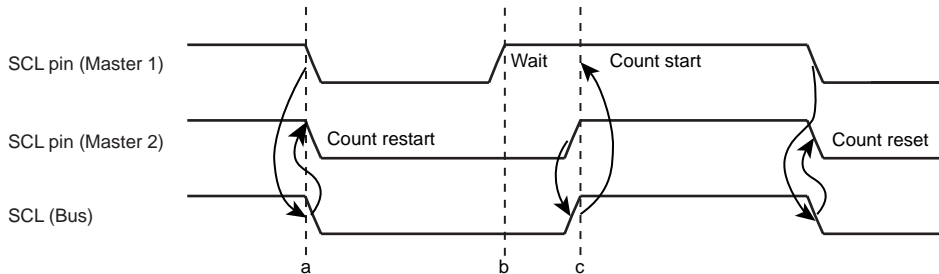 SCL pin (Master 1)
Wait
Count start
SCL pin (Master 2)
Count restart
Count reset
SCL (Bus)
a
b
c